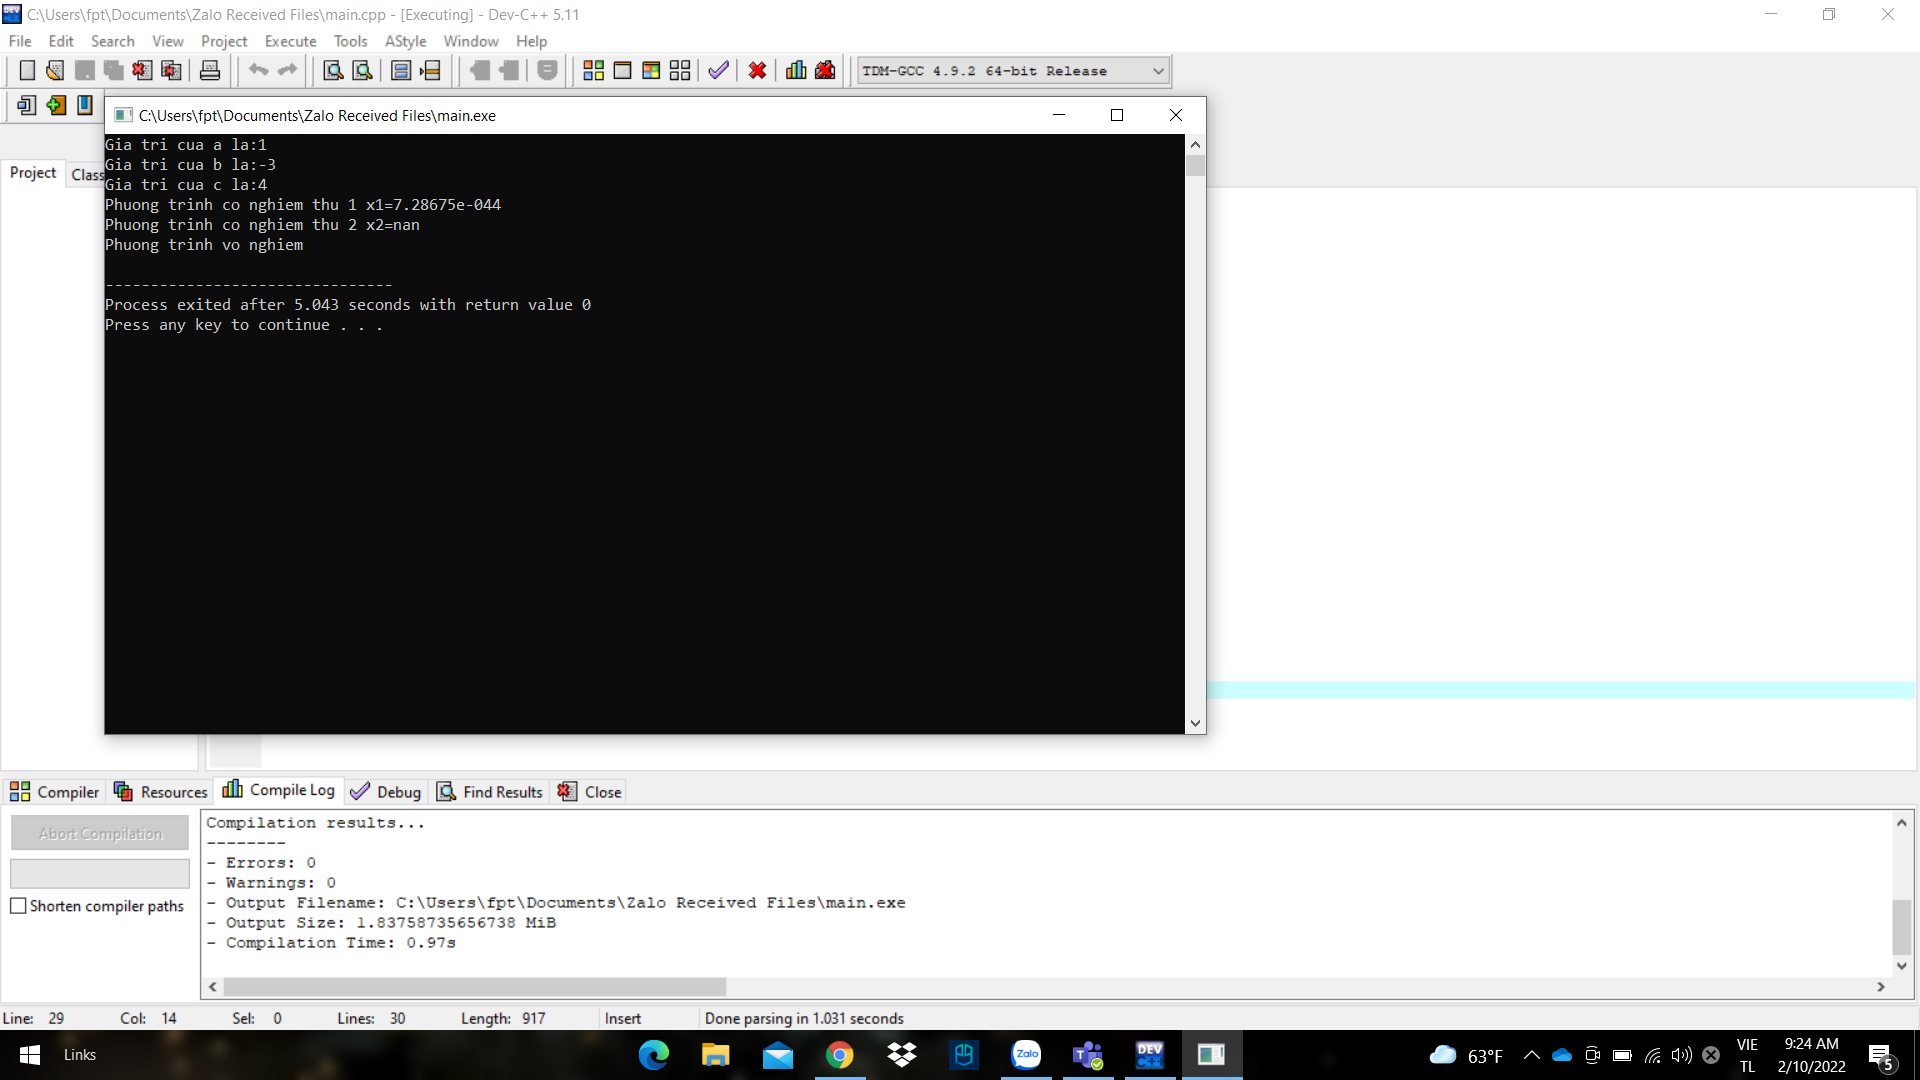 C:\Users\fpt\Documents\Zalo Received Files\main.cpp - [Executing] - Dev-C++ 5.11
File Edit Search View Project Execute Tools AStyle Window Help
TDM-GCC 4.9.2 64-bit Release
C:\Users\fpt\Documents\Zalo Received Files\main.exe
Project Class
Gia tri cua a la:1
Gia tri cua b la:-3
Gia tri cua c la:4
Phuong trinh co nghiem thu 1 x1=7.28675e-044
Phuong trinh co nghiem thu 2 x2=nan
Phuong trinh vo nghiem
--------------------------------
Process exited after 5.043 seconds with return value 0
Press any key to continue . . .
Compiler Resources Compile Log Debug Find Results Close
Abort Compilation
Shorten compiler paths
Compilation results...
--------
- Errors: 0
- Warnings: 0
- Output Filename: C:\Users\fpt\Documents\Zalo Received Files\main.exe
- Output Size: 1.83758735656738 MiB
- Compilation Time: 0.97s
Line: 29 Col: 14 Sel: 0 Lines: 30 Length: 917 Insert Done parsing in 1.031 seconds
Links
Zalo
DEV C++
63°F
VIE
TL
9:24 AM
2/10/2022
5